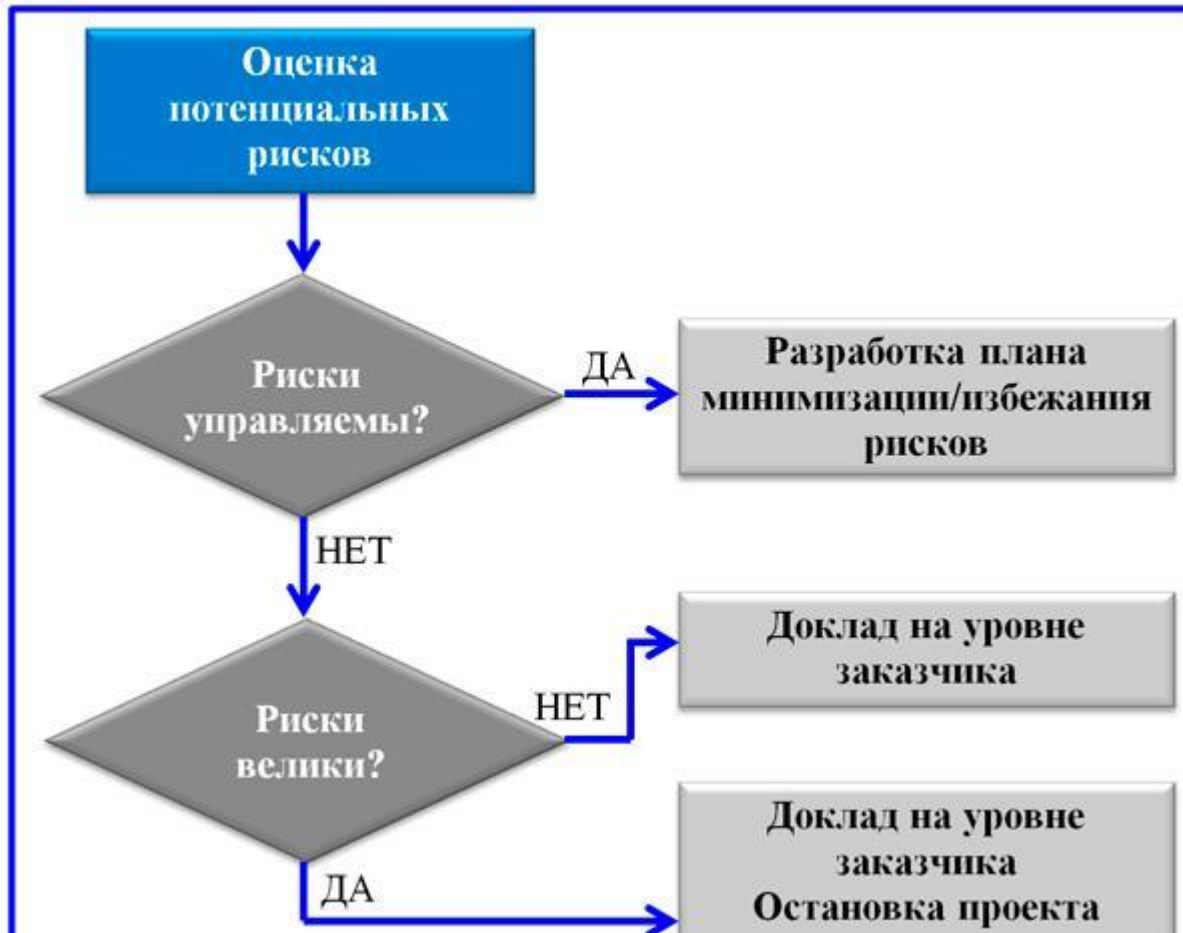 Оценка
потенциальных
рисков
Риски
управляемы?
ДА
Разработка плана
минимизации/избежания
рисков
НЕТ
Риски
велики?
НЕТ
Доклад на уровне
заказчика
ДА
Доклад на уровне
заказчика
Остановка проекта